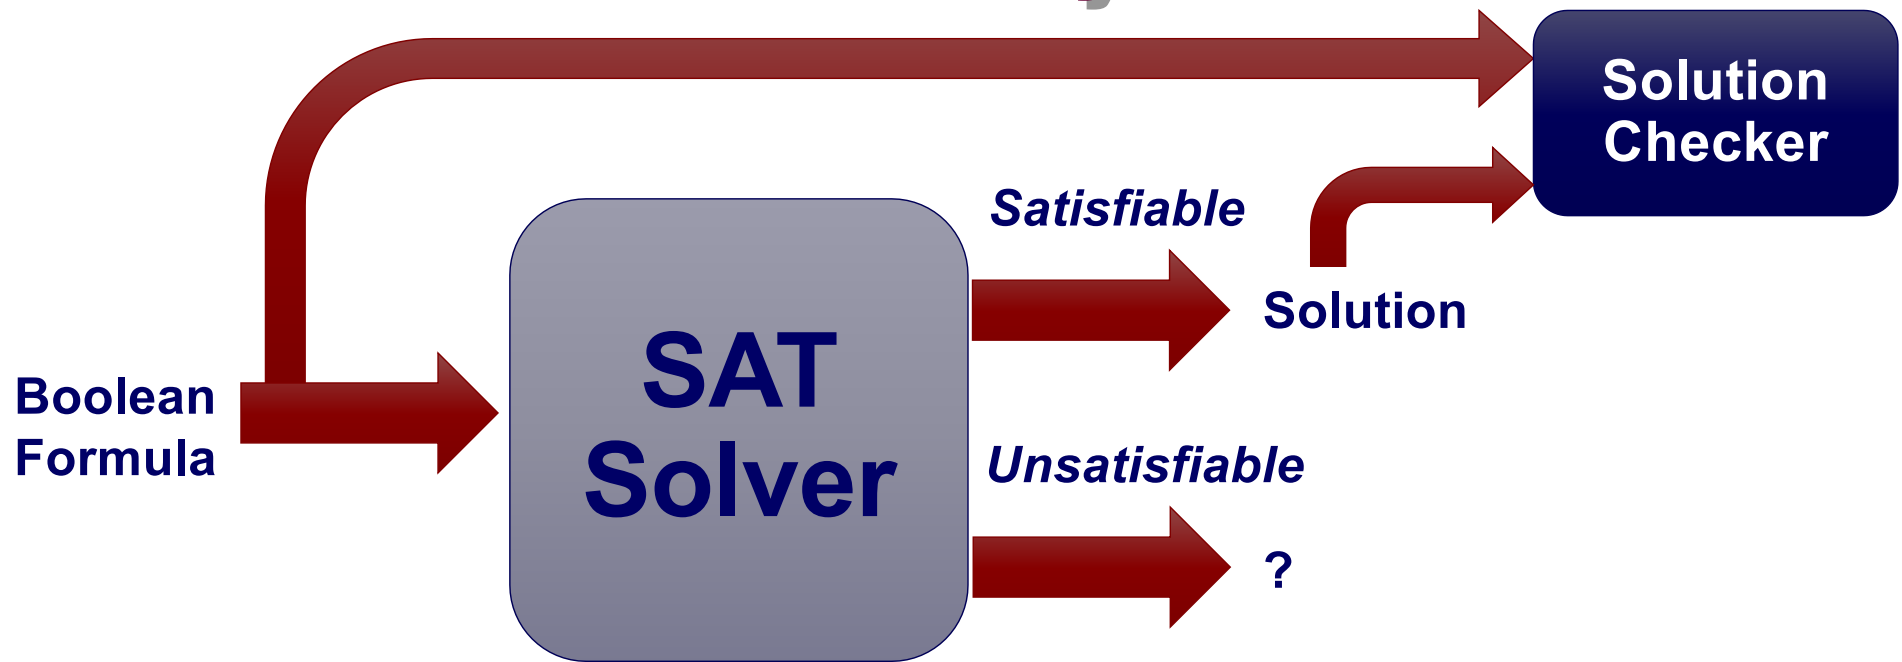 Solution
Checker
Satisfiable
Solution
SAT
Solver
Boolean
Formula
Unsatisfiable
?